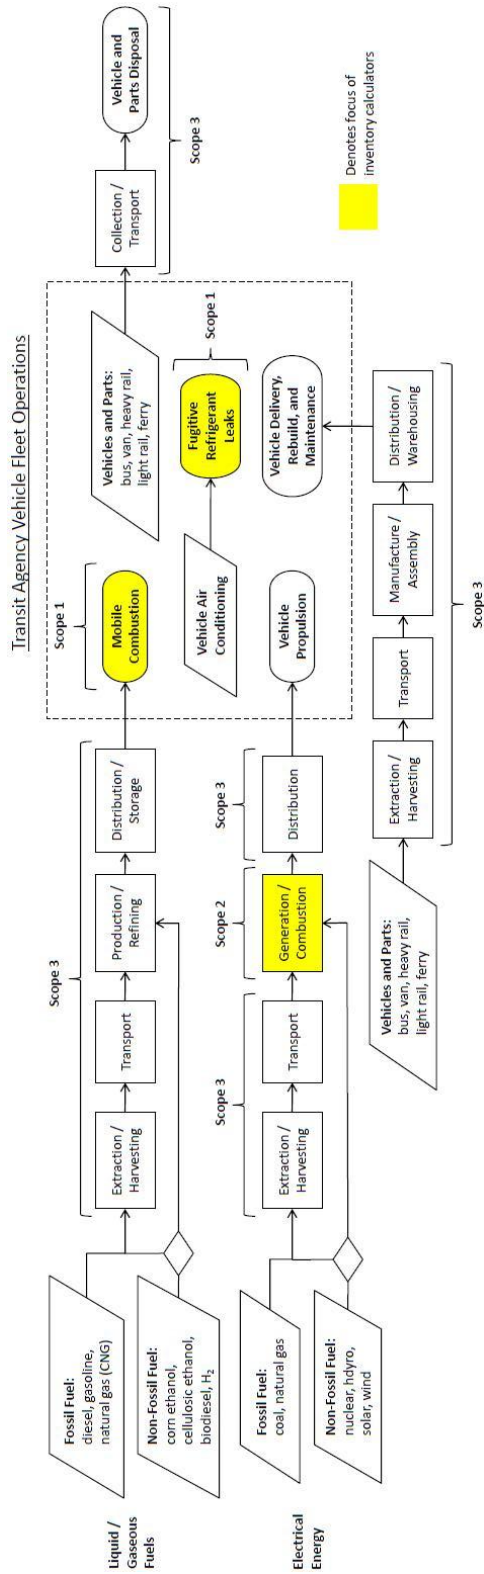 Transit Agency Vehicle Fleet Operations
Liquid /
Gaseous
Fuels
Fossil Fuel:
diesel, gasoline,
natural gas (CNG)
Non-Fossil Fuel:
corn ethanol,
cellulosic ethanol,
biodiesel, H₂
Scope 3
Extraction /
Harvesting
Transport
Production /
Refining
Distribution /
Storage
Scope 1
Mobile
Combustion
Vehicles and Parts:
bus, van, heavy rail,
light rail, ferry
Collection /
Transport
Vehicle and
Parts Disposal
Scope 3
Vehicle Air
Conditioning
Fugitive
Refrigerant
Leaks
Scope 1
Electrical
Energy
Fossil Fuel:
coal, natural gas
Non-Fossil Fuel:
nuclear, hdyro,
solar, wind
Scope 3
Extraction /
Harvesting
Transport
Scope 2
Generation /
Combustion
Scope 3
Distribution
Vehicle
Propulsion
Vehicle Delivery,
Rebuild, and
Maintenance
Vehicles and Parts:
bus, van, heavy rail,
light rail, ferry
Extraction /
Harvesting
Transport
Manufacture /
Assembly
Distribution /
Warehousing
Scope 3
Denotes focus of
inventory calculators